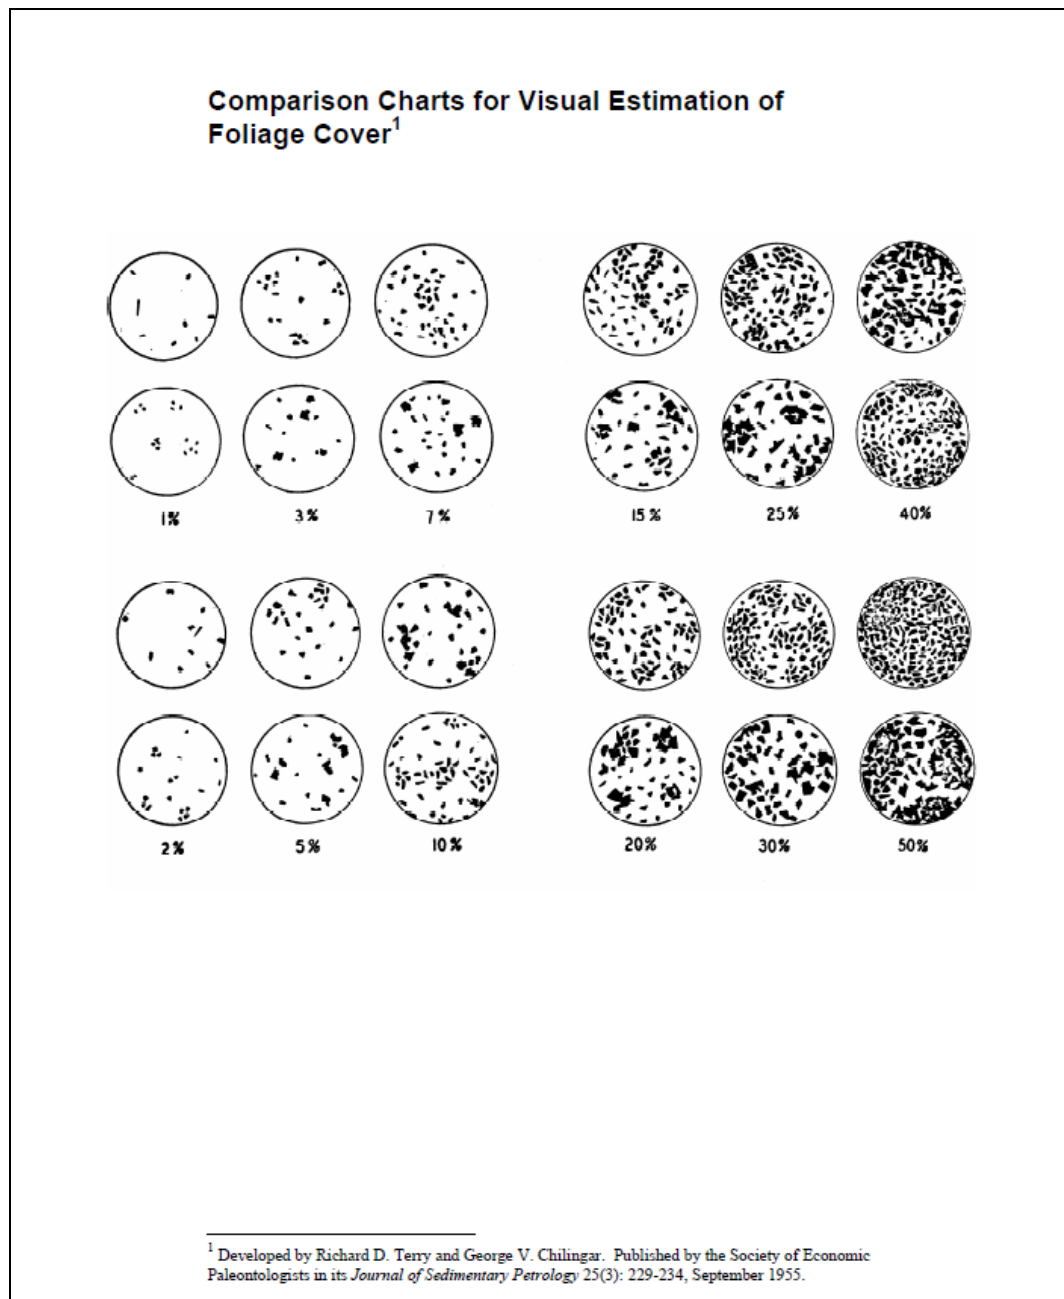 Comparison Charts for Visual Estimation of
Foliage Cover1
1% 3% 7% 15% 25% 40%
2% 5% 10% 20% 30% 50%
1 Developed by Richard D. Terry and George V. Chilingar. Published by the Society of Economic
Paleontologists in its Journal of Sedimentary Petrology 25(3): 229-234, September 1955.